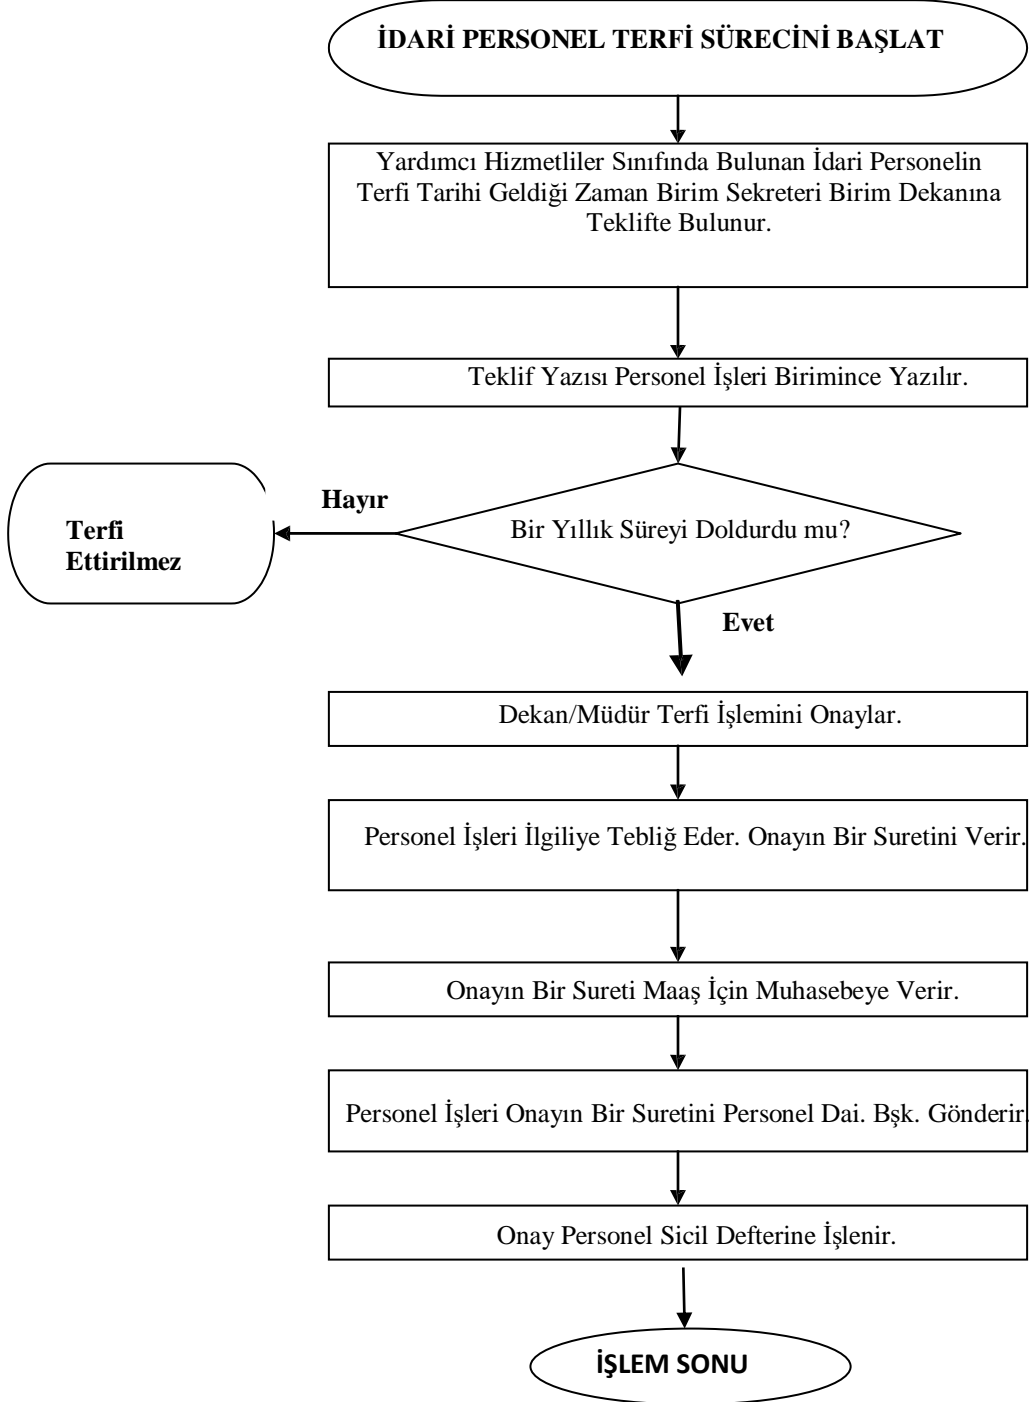 İDARİ PERSONEL TERFİ SÜRECİNİ BAŞLAT
Yardımcı Hizmetliler Sınıfında Bulunan İdari Personelin
Terfi Tarihi Geldiği Zaman Birim Sekreteri Birim Dekanına
Teklifte Bulunur.
Teklif Yazısı Personel İşleri Birimince Yazılır.
Hayır
Terfi
Ettirilmez
Bir Yıllık Süreyi Doldurdu mu?
Evet
Dekan/Müdür Terfi İşlemini Onaylar.
Personel İşleri İlgiliye Tebliğ Eder. Onayın Bir Suretini Verir.
Onayın Bir Sureti Maaş İçin Muhasebeye Verir.
Personel İşleri Onayın Bir Suretini Personel Dai. Bşk. Gönderir.
Onay Personel Sicil Defterine İşlenir.
İŞLEM SONU